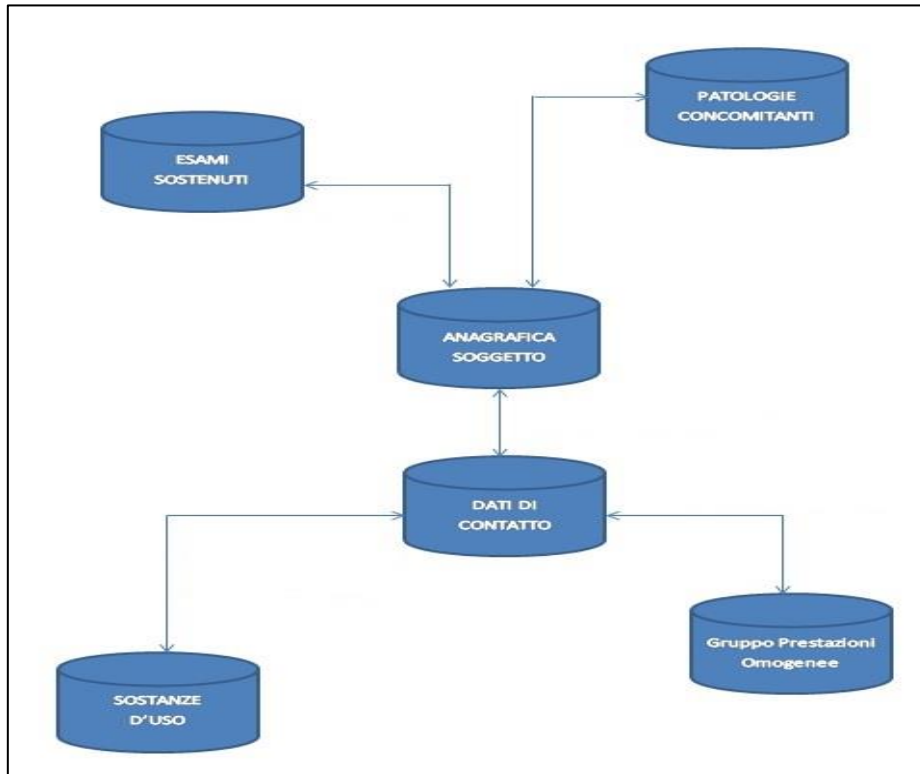 PATOLOGIE
CONCOMITANTI
ESAMI
SOSTENUTI
ANAGRAFICA
SOGGETTO
DATI DI
CONTATTO
Gruppo Prestazioni
Omogenee
SOSTANZE
D'USO